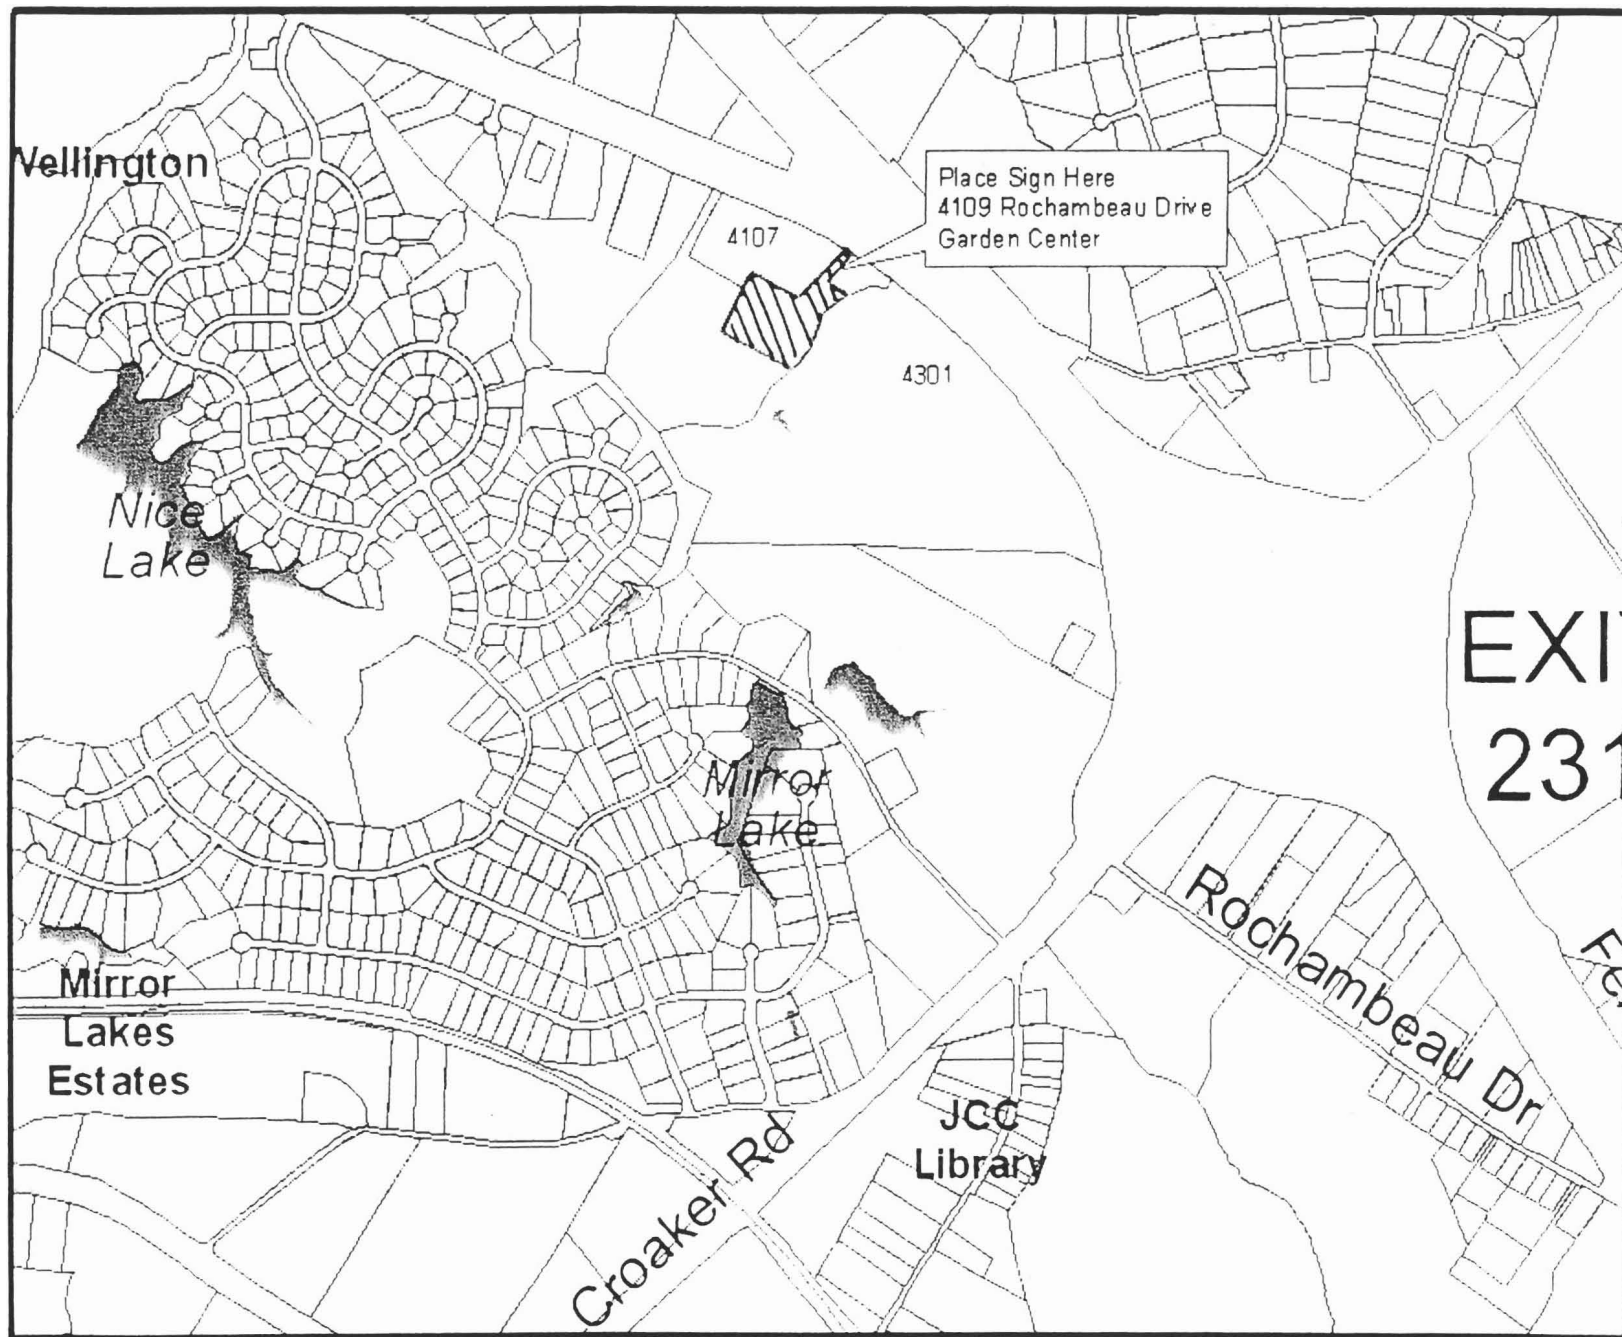 Wellington
Place Sign Here
4109 Rochambeau Drive
Garden Center
4107
4301
Nice
Lake
EXI
231
Mirror
Lake
Rochambeau Dr
Mirror
Lakes
Estates
JCC
Library
Croaker Rd